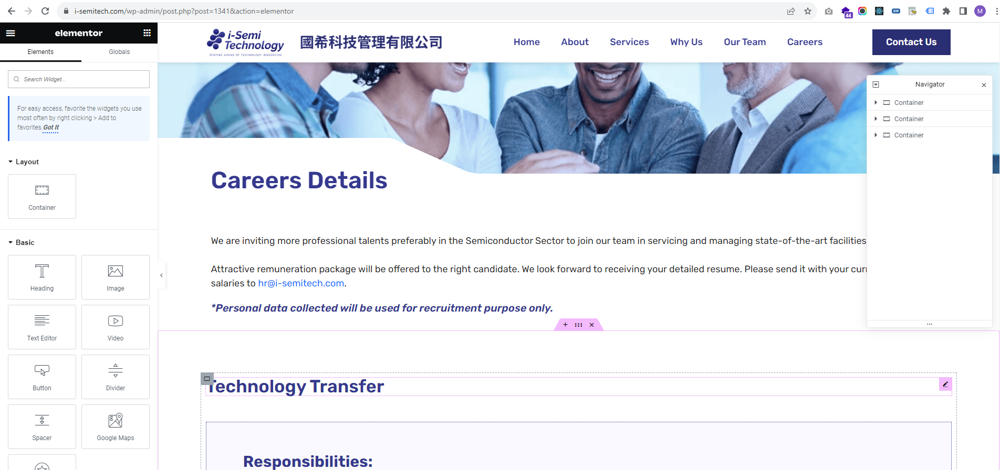 i-semitech.com/wp-admin/post.php?post=1341&action=elementor
44
ZIP
M
elementor
Elements
Globals
Search Widget...
For easy access, favorite the widgets you use
most often by right clicking > Add to
favorites. Got It
Layout
Container
Basic
Heading
Image
Text Editor
Video
Button
Divider
Spacer
Google Maps
i-Semi
Technology
STAYING AHEAD OF TECHNOLOGY INNOVATION
國希科技管理有限公司
Home
About
Services
Why Us
Our Team
Careers
Contact Us
Careers Details
We are inviting more professional talents preferably in the Semiconductor Sector to join our team in servicing and managing state-of-the-art facilities
Attractive remuneration package will be offered to the right candidate. We look forward to receiving your detailed resume. Please send it with your curr
salaries to hr@i-semitech.com.
*Personal data collected will be used for recruitment purpose only.
Technology Transfer
Responsibilities:
Navigator
Container
Container
Container